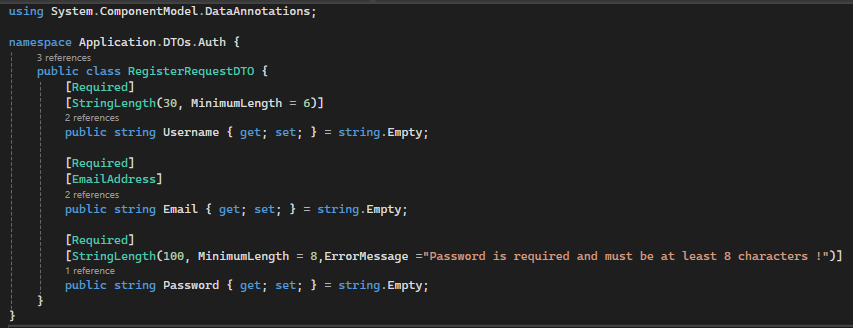 using System.ComponentModel.DataAnnotations;
namespace Application.DTOs.Auth {
3 references
public class RegisterRequestDTO {
[Required]
[StringLength(30, MinimumLength = 6)]
2 references
public string Username { get; set; } = string.Empty;
[Required]
[EmailAddress]
2 references
public string Email { get; set; } = string.Empty;
[Required]
[StringLength(100, MinimumLength = 8,ErrorMessage ="Password is required and must be at least 8 characters !")]
1 reference
public string Password { get; set; } = string.Empty;
}
}